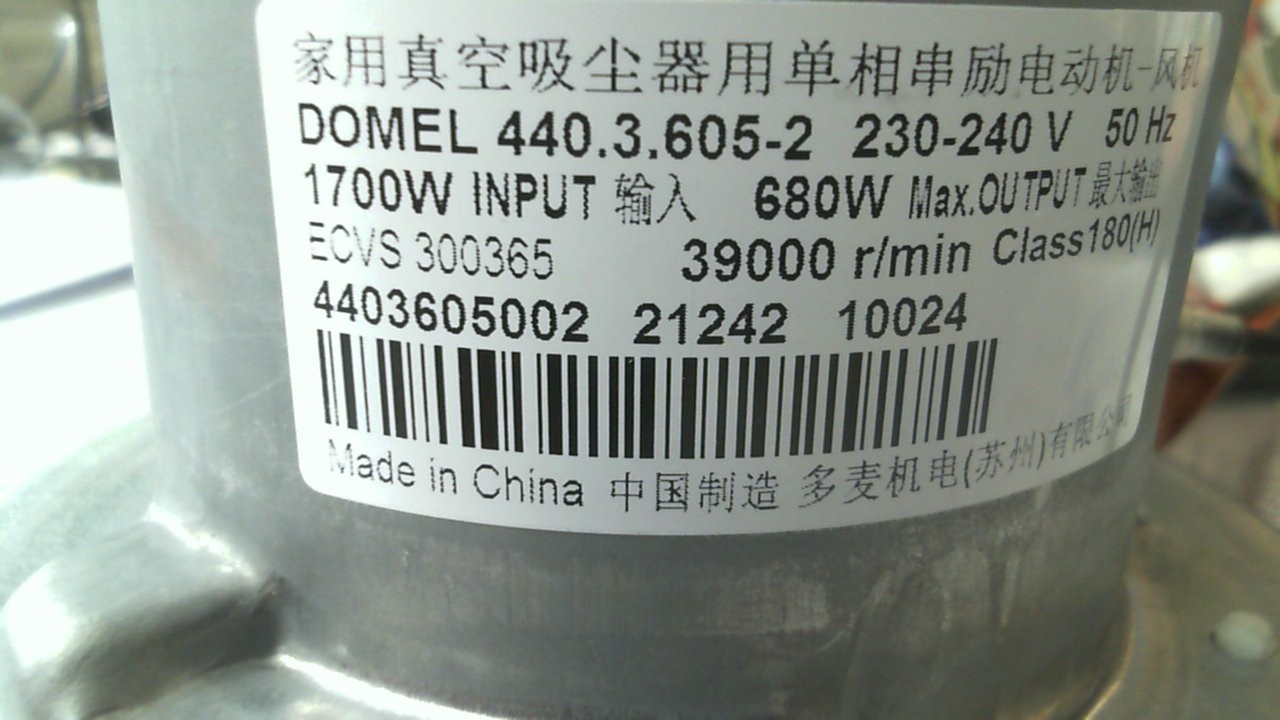 家用真空吸尘器用单相串励电动机-风机
DOMEL 440.3.605-2 230-240 V 50 Hz
1700W INPUT 输入 680W Max.OUTPUT 最大输出
ECVS 300365 39000 r/min Class180(H)
4403605002 21242 10024
Made in China 中国制造 多麦机电(苏州)有限公司